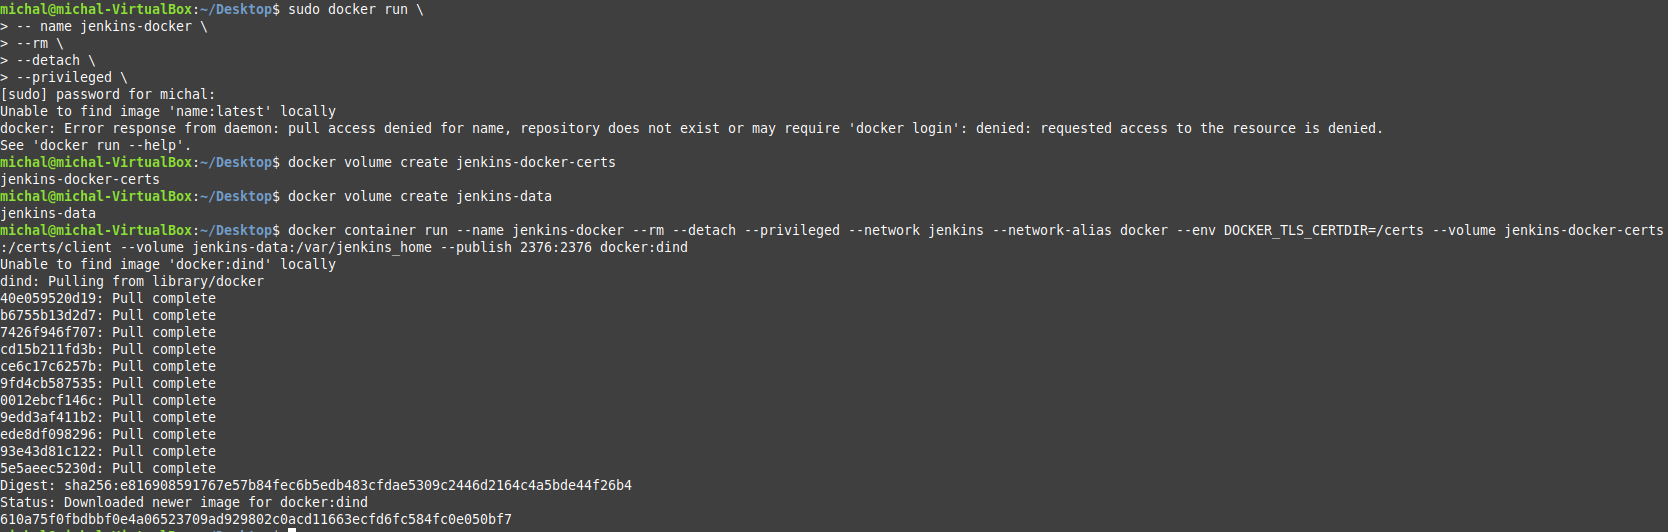 michal@michal-VirtualBox:~/Desktop$ sudo docker run \
> -- name jenkins-docker \
> --rm \
> --detach \
> --privileged \
[sudo] password for michal:
Unable to find image 'name:latest' locally
docker: Error response from daemon: pull access denied for name, repository does not exist or may require 'docker login': denied: requested access to the resource is denied.
See 'docker run --help'.
michal@michal-VirtualBox:~/Desktop$ docker volume create jenkins-docker-certs
jenkins-docker-certs
michal@michal-VirtualBox:~/Desktop$ docker volume create jenkins-data
jenkins-data
michal@michal-VirtualBox:~/Desktop$ docker container run --name jenkins-docker --rm --detach --privileged --network jenkins --network-alias docker --env DOCKER_TLS_CERTDIR=/certs --volume jenkins-docker-certs
:/certs/client --volume jenkins-data:/var/jenkins_home --publish 2376:2376 docker:dind
Unable to find image 'docker:dind' locally
dind: Pulling from library/docker
40e059520d19: Pull complete
b6755b13d2d7: Pull complete
7426f946f707: Pull complete
cd15b211fd3b: Pull complete
ce6c17c6257b: Pull complete
9fd4cb587535: Pull complete
0012ebcf146c: Pull complete
9edd3af411b2: Pull complete
ede8df098296: Pull complete
93e43d81c122: Pull complete
5e5aeec5230d: Pull complete
Digest: sha256:e816908591767e57b84fec6b5edb483cfdae5309c2446d2164c4a5bde44f26b4
Status: Downloaded newer image for docker:dind
610a75f0fbdbbf0e4a06523709ad929802c0acd11663ecfd6fc584fc0e050bf7